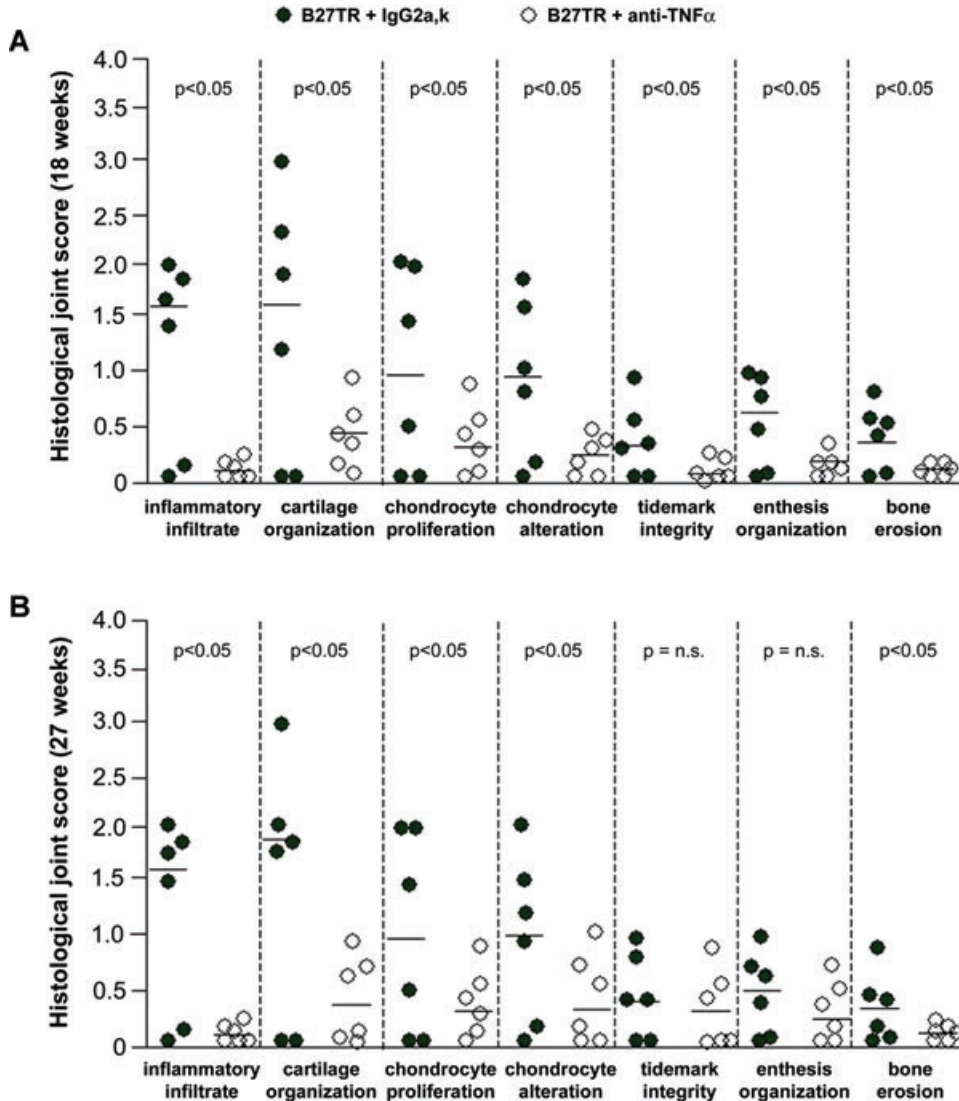 B27TR + IgG2a,k B27TR + anti-TNFα
A
Histological joint score (18 weeks)
4.0
3.5
3.0
2.5
2.0
1.5
1.0
0.5
0
p<0.05 p<0.05 p<0.05 p<0.05 p<0.05 p<0.05 p<0.05
inflammatory cartilage chondrocyte chondrocyte tidemark enthesis bone
infiltrate organization proliferation alteration integrity organization erosion
B
Histological joint score (27 weeks)
4.0
3.5
3.0
2.5
2.0
1.5
1.0
0.5
0
p<0.05 p<0.05 p<0.05 p<0.05 p = n.s. p = n.s. p<0.05
inflammatory cartilage chondrocyte chondrocyte tidemark enthesis bone
infiltrate organization proliferation alteration integrity organization erosion